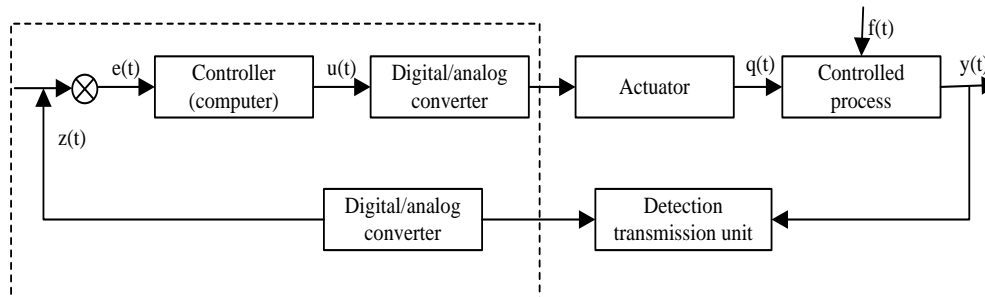 f(t)
e(t)
Controller
(computer)
u(t)
Digital/analog
converter
Actuator
q(t)
Controlled
process
y(t)
z(t)
Digital/analog
converter
Detection
transmission unit